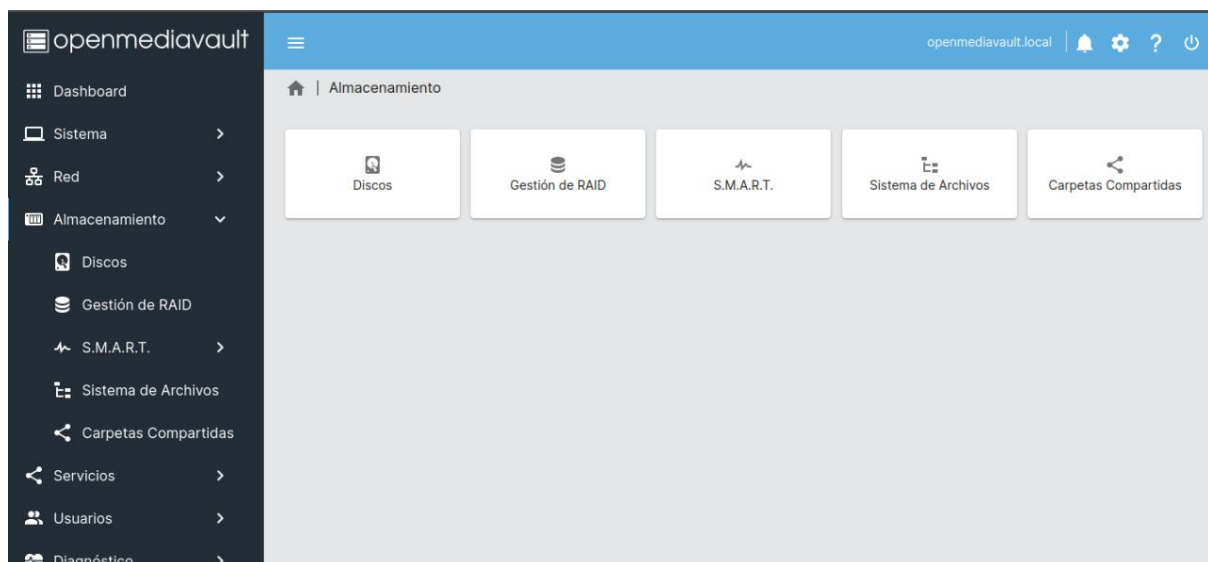 openmediavault
openmediavault.local
Dashboard
Sistema
Red
Almacenamiento
Discos
Gestión de RAID
S.M.A.R.T.
Sistema de Archivos
Carpetas Compartidas
Servicios
Usuarios
Diagnóstico
| Almacenamiento
Discos
Gestión de RAID
S.M.A.R.T.
Sistema de Archivos
Carpetas Compartidas